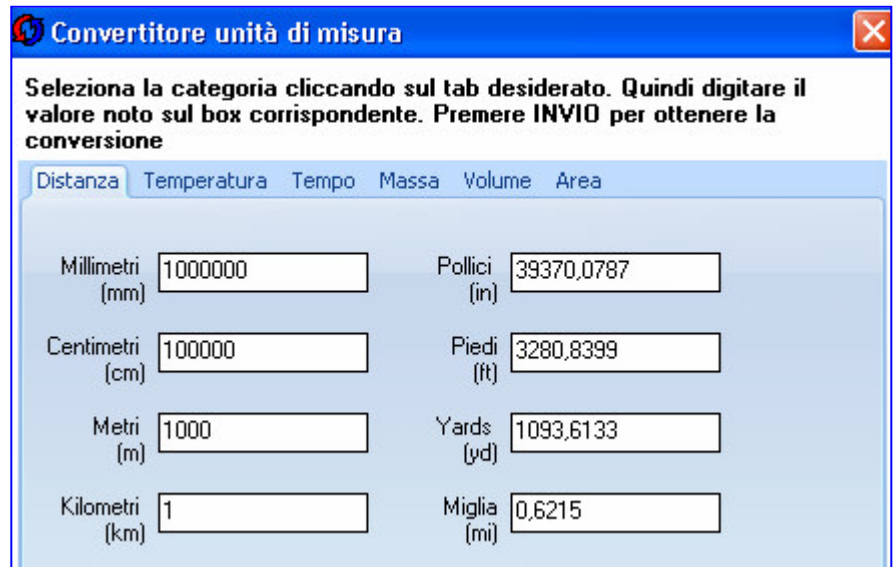 Convertitore unità di misura
Seleziona la categoria cliccando sul tab desiderato. Quindi digitare il
valore noto sul box corrispondente. Premere INVIO per ottenere la
conversione
Distanza Temperatura Tempo Massa Volume Area
Millimetri 1000000 Pollici 39370,0787
(mm) (in)
Centimetri 100000 Piedi 3280,8399
(cm) (ft)
Metri 1000 Yards 1093,6133
(m) (yd)
Kilometri 1 Miglia 0,6215
(km) (mi)